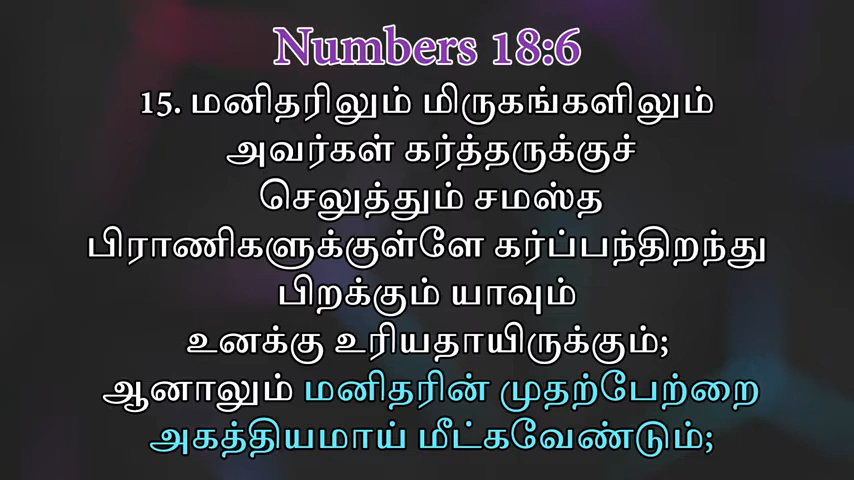 Numbers 18:6
15. மனிதரிலும் மிருகங்களிலும்
அவர்கள் கர்த்தருக்குச்
செலுத்தும் சமஸ்த
பிராணிகளுக்குள்ளே கர்ப்பந்திறந்து
பிறக்கும் யாவும்
உனக்கு உரியதாயிருக்கும்;
ஆனாலும் மனிதரின் முதற்பேற்றை
அகத்தியமாய் மீட்கவேண்டும்;